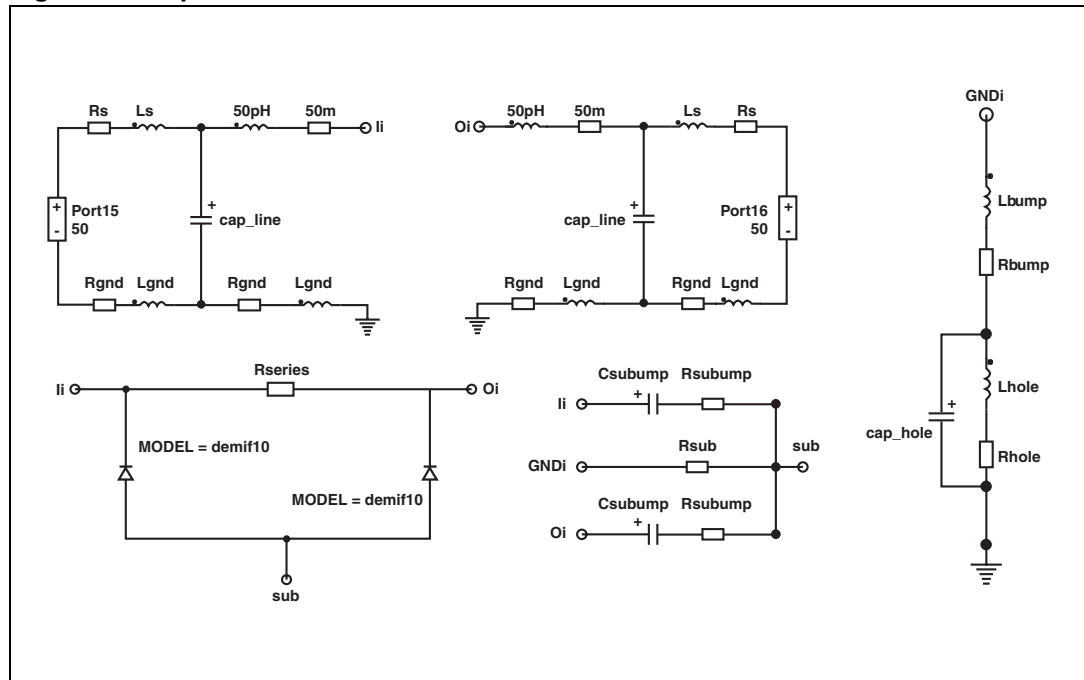 Rs Ls 50pH 50m Ii
Port15
50
+
-
+
cap_line
Rgnd Lgnd Rgnd Lgnd
Oi 50pH 50m Ls Rs
+
cap_line
Port16
50
+
-
Rgnd Lgnd Rgnd Lgnd
GNDi
Lbump
Rbump
+
cap_hole
Lhole
Rhole
Ii Rseries Oi
MODEL = demif10
MODEL = demif10
sub
Csubump Rsubump
Ii +
Rsub sub
GNDi
Csubump Rsubump
Oi +